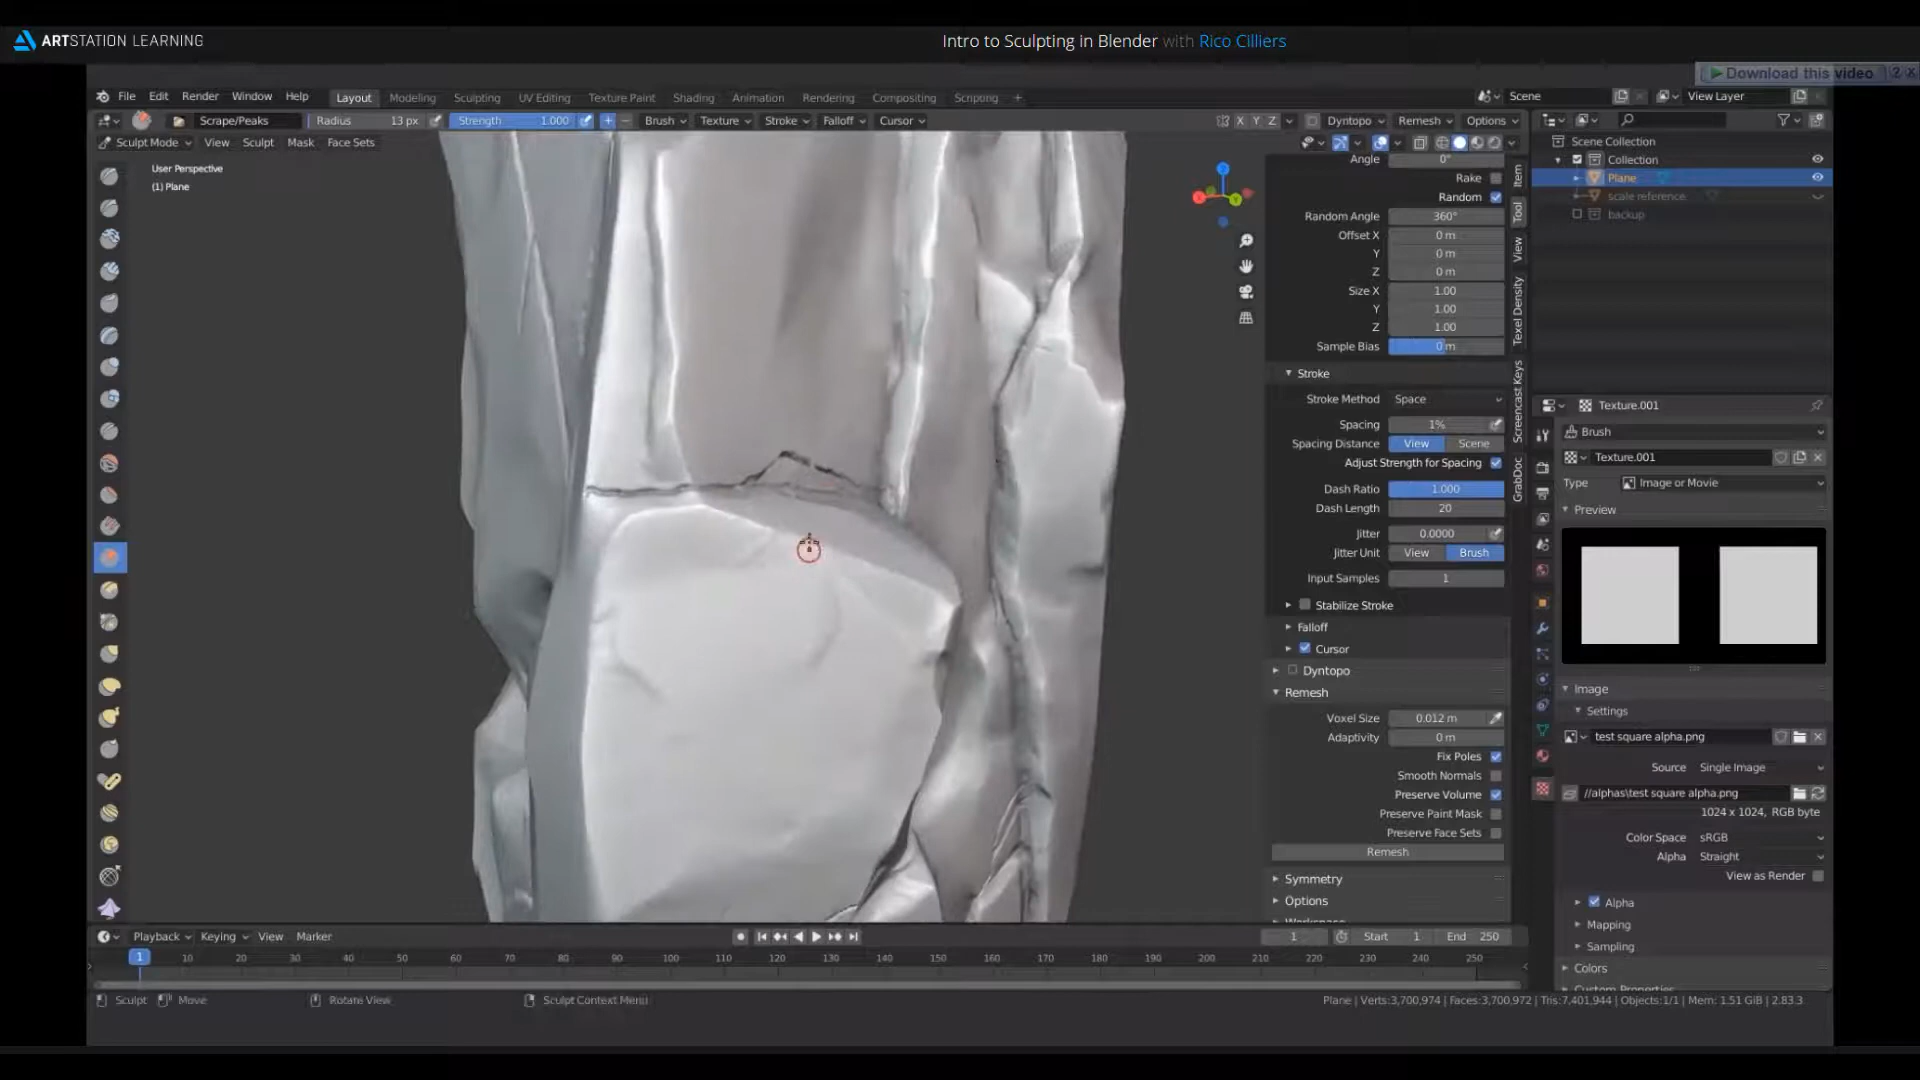 ARTSTATION LEARNING
Intro to Sculpting in Blender with Rico Cilliers
Download this video ? x
File Edit Render Window Help
Layout Modeling Sculpting UV Editing Texture Paint Shading Animation Rendering Compositing Scripting +
Scene
View Layer
Scrape/Peaks
Radius 13 px
Strength 1.000
Brush Texture Stroke Falloff Cursor
X Y Z
Dyntopo Remesh Options
Sculpt Mode View Sculpt Mask Face Sets
User Perspective
(1) Plane
Angle 0°
Rake
Random
Random Angle 360°
Offset X 0 m
Y 0 m
Z 0 m
Size X 1.00
Y 1.00
Z 1.00
Sample Bias 0 m
Stroke
Stroke Method Space
Spacing 1%
Spacing Distance View Scene
Adjust Strength for Spacing
Dash Ratio 1.000
Dash Length 20
Jitter 0.0000
Jitter Unit View Brush
Input Samples 1
Stabilize Stroke
Falloff
Cursor
Dyntopo
Remesh
Voxel Size 0.012 m
Adaptivity 0 m
Fix Poles
Smooth Normals
Preserve Volume
Preserve Paint Mask
Preserve Face Sets
Remesh
Symmetry
Options
Workspace
Item
Tool
View
Texel Density
Screencast Keys
GrabDoc
Scene Collection
Collection
Plane
scale reference
backup
Texture.001
Brush
Texture.001
Type Image or Movie
Preview
Image
Settings
test square alpha.png
Source Single Image
//alphas\test square alpha.png
1024 x 1024, RGB byte
Color Space sRGB
Alpha Straight
View as Render
Alpha
Mapping
Sampling
Colors
Custom Properties
Playback Keying View Marker
1 Start 1 End 250
1 10 20 30 40 50 60 70 80 90 100 110 120 130 140 150 160 170 180 190 200 210 220 230 240 250
Sculpt Move Rotate View Sculpt Context Menu
Plane | Verts:3,700,974 | Faces:3,700,972 | Tris:7,401,944 | Objects:1/1 | Mem: 1.51 GiB | 2.83.3